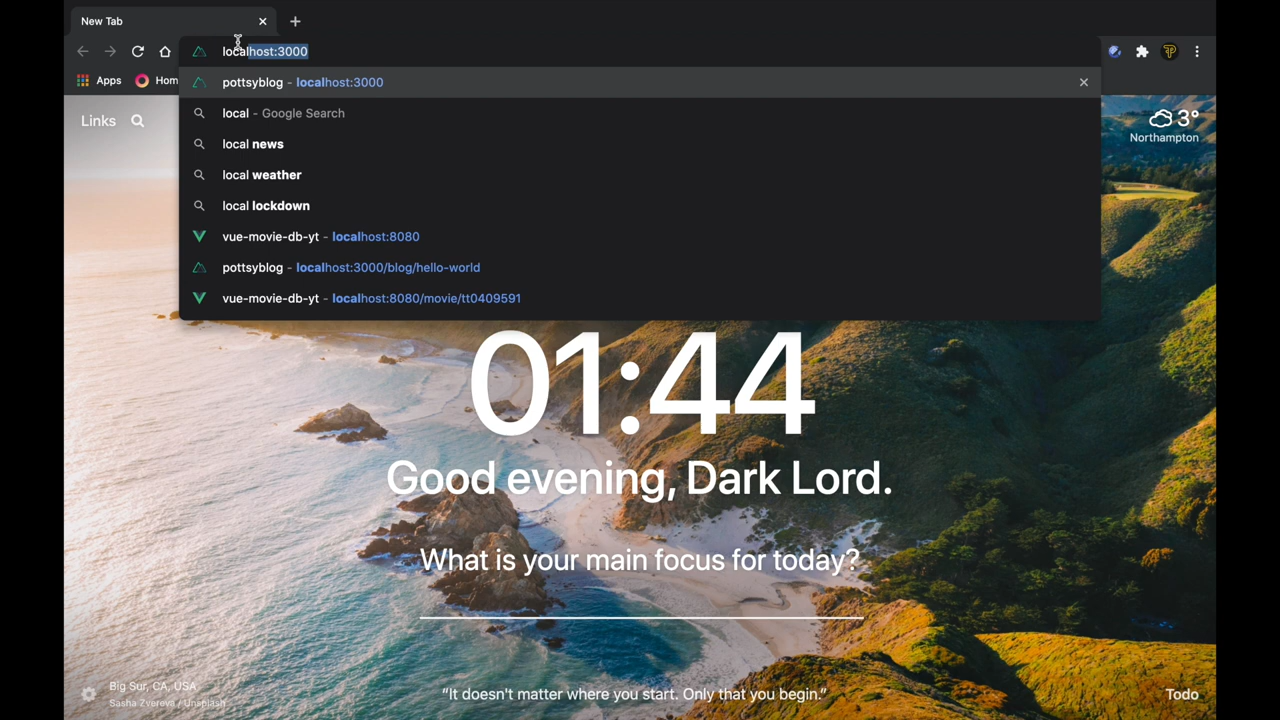 New Tab
localhost:3000
Apps
Hom
pottsyblog - localhost:3000
local - Google Search
local news
local weather
local lockdown
vue-movie-db-yt - localhost:8080
pottsyblog - localhost:3000/blog/hello-world
vue-movie-db-yt - localhost:8080/movie/tt0409591
Links
3°
Northampton
01:44
Good evening, Dark Lord.
What is your main focus for today?
Big Sur, CA, USA
Sasha Zvereva / Unsplash
“It doesn't matter where you start. Only that you begin.”
Todo